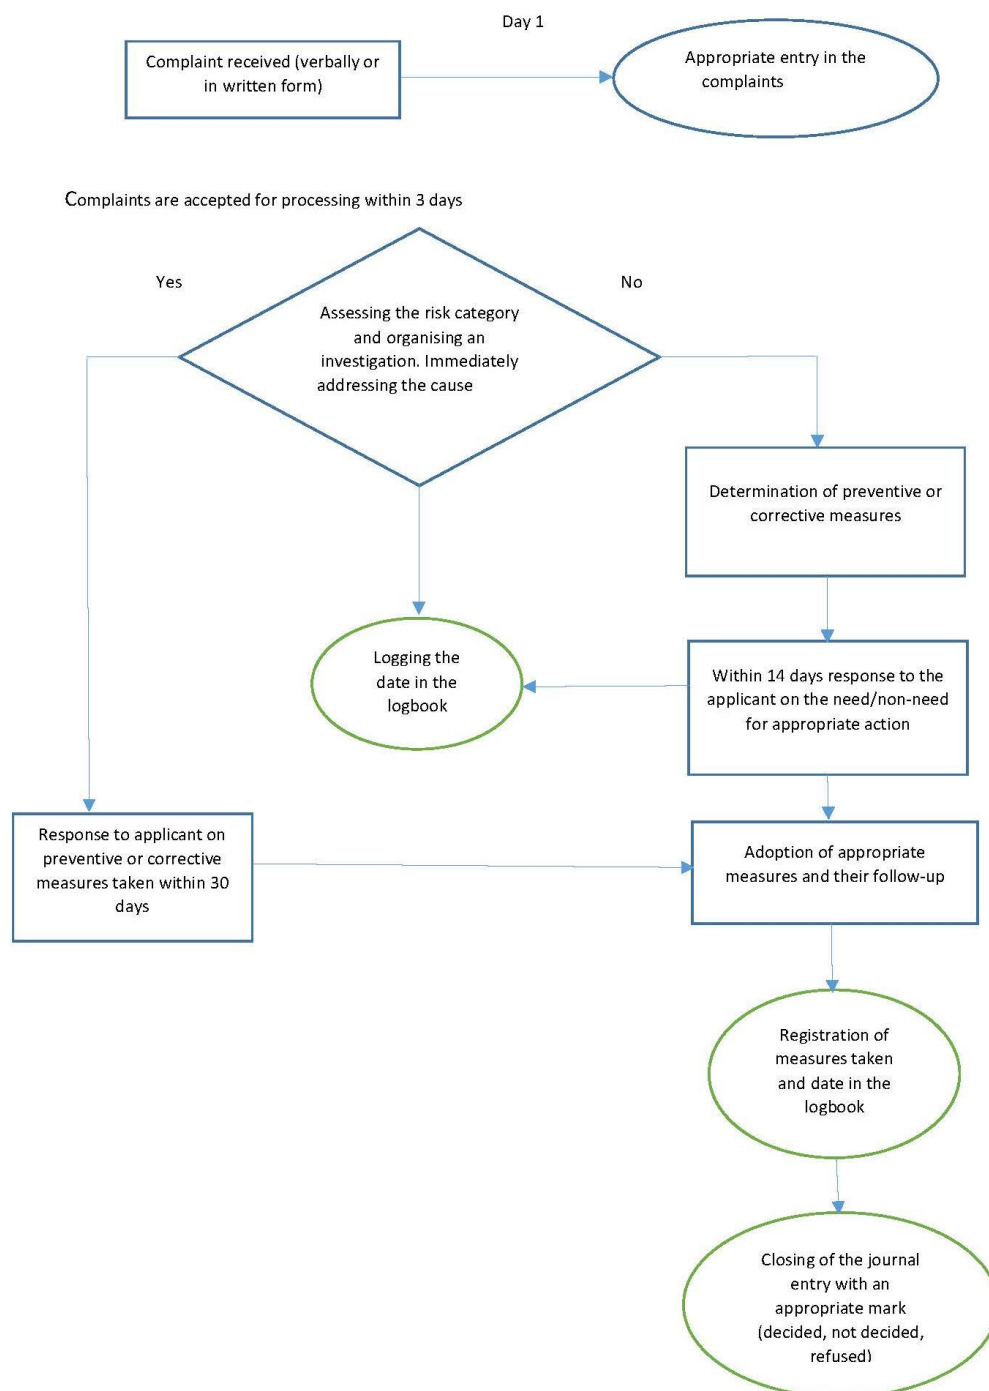 Day 1
Complaint received (verbally or
in written form)
Appropriate entry in the
complaints
Complaints are accepted for processing within 3 days
Yes
No
Assessing the risk category
and organising an
investigation. Immediately
addressing the cause
Determination of preventive or
corrective measures
Logging the
date in the
logbook
Within 14 days response to the
applicant on the need/non-need
for appropriate action
Response to applicant on
preventive or corrective
measures taken within 30
days
Adoption of appropriate
measures and their follow-up
Registration of
measures taken
and date in the
logbook
Closing of the journal
entry with an
appropriate mark
(decided, not decided,
refused)